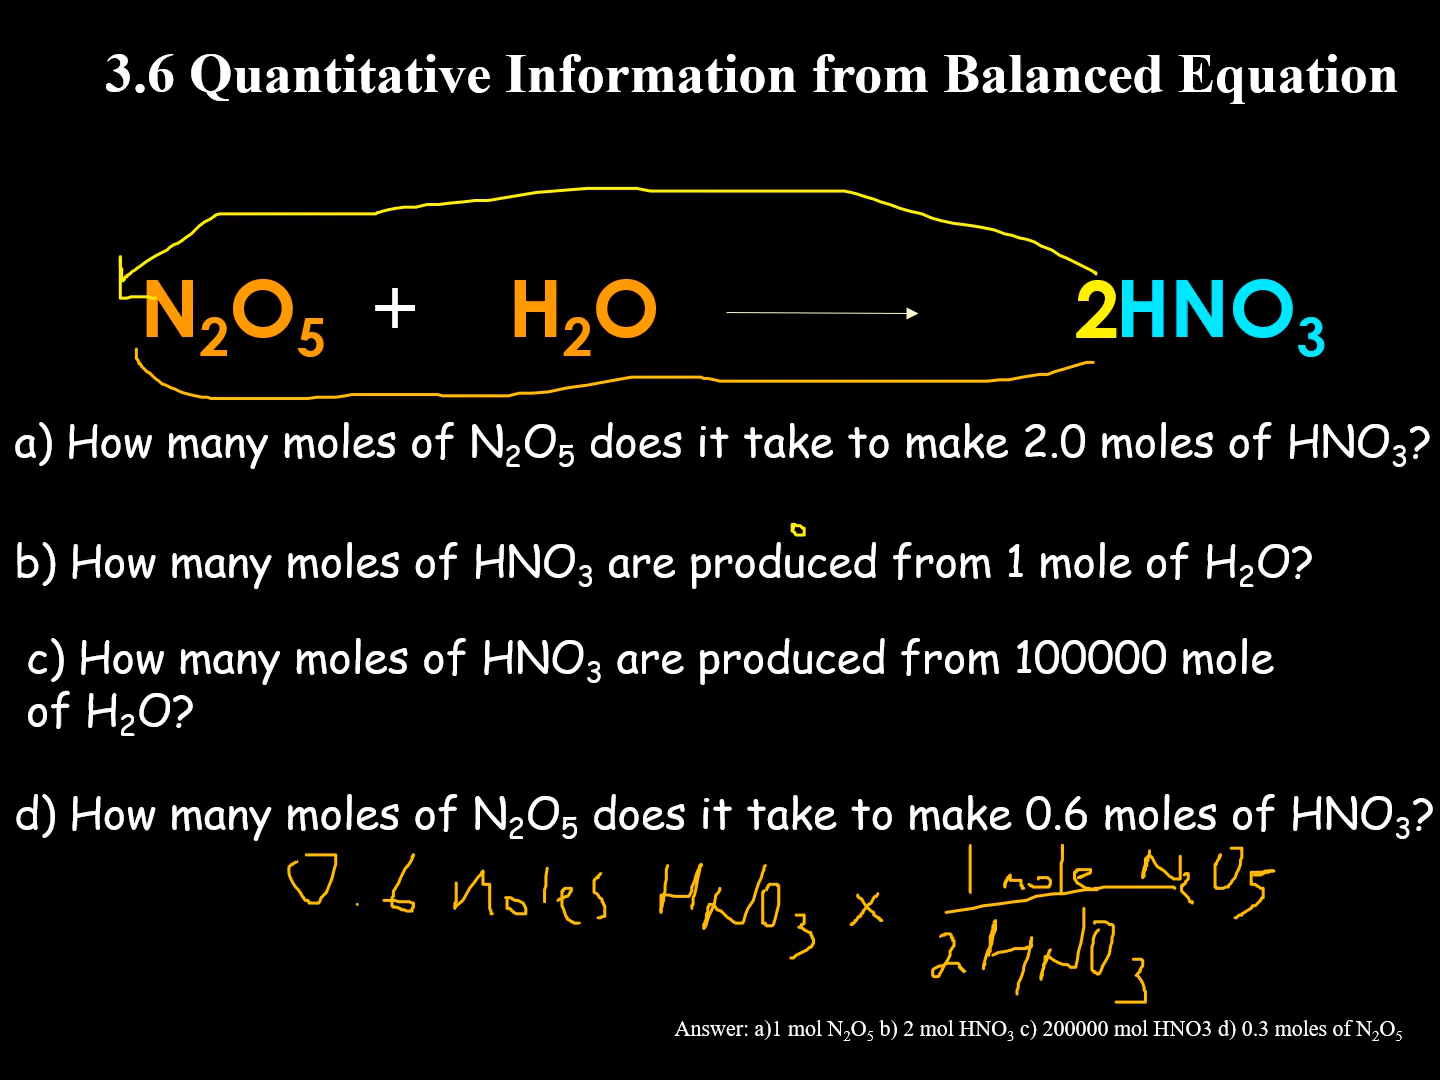 3.6 Quantitative Information from Balanced Equation
N₂O₅ + H₂O → 2HNO₃
a) How many moles of N₂O₅ does it take to make 2.0 moles of HNO₃?
b) How many moles of HNO₃ are produced from 1 mole of H₂O?
c) How many moles of HNO₃ are produced from 100000 mole
of H₂O?
d) How many moles of N₂O₅ does it take to make 0.6 moles of HNO₃?
1 mole N₂O₅
0.6 moles HNO₃ ×
2 HNO₃
Answer: a)1 mol N₂O₅ b) 2 mol HNO₃ c) 200000 mol HNO3 d) 0.3 moles of N₂O₅